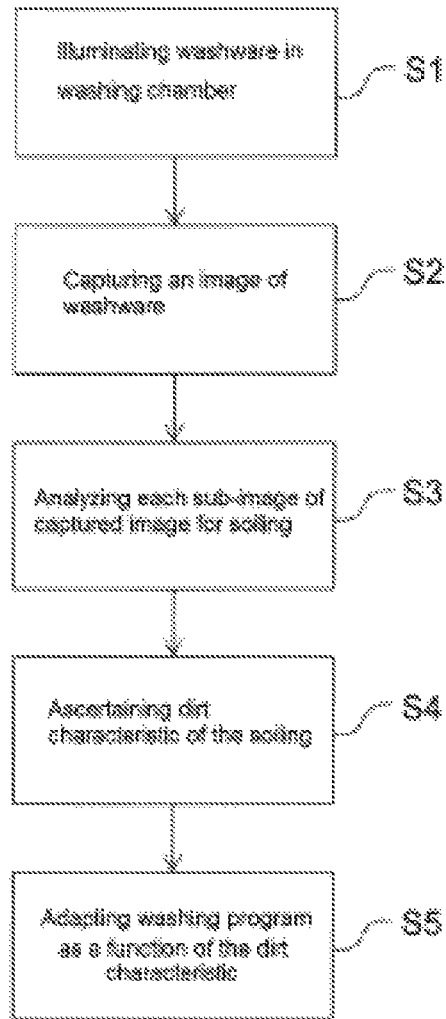 Illuminating washware in
washing chamber
S1
Capturing an image of
washware
S2
Analyzing each sub-image of
captured image for soiling
S3
Ascertaining dirt
characteristic of the soiling
S4
Adapting washing program
as a function of the dirt
characteristic
S5